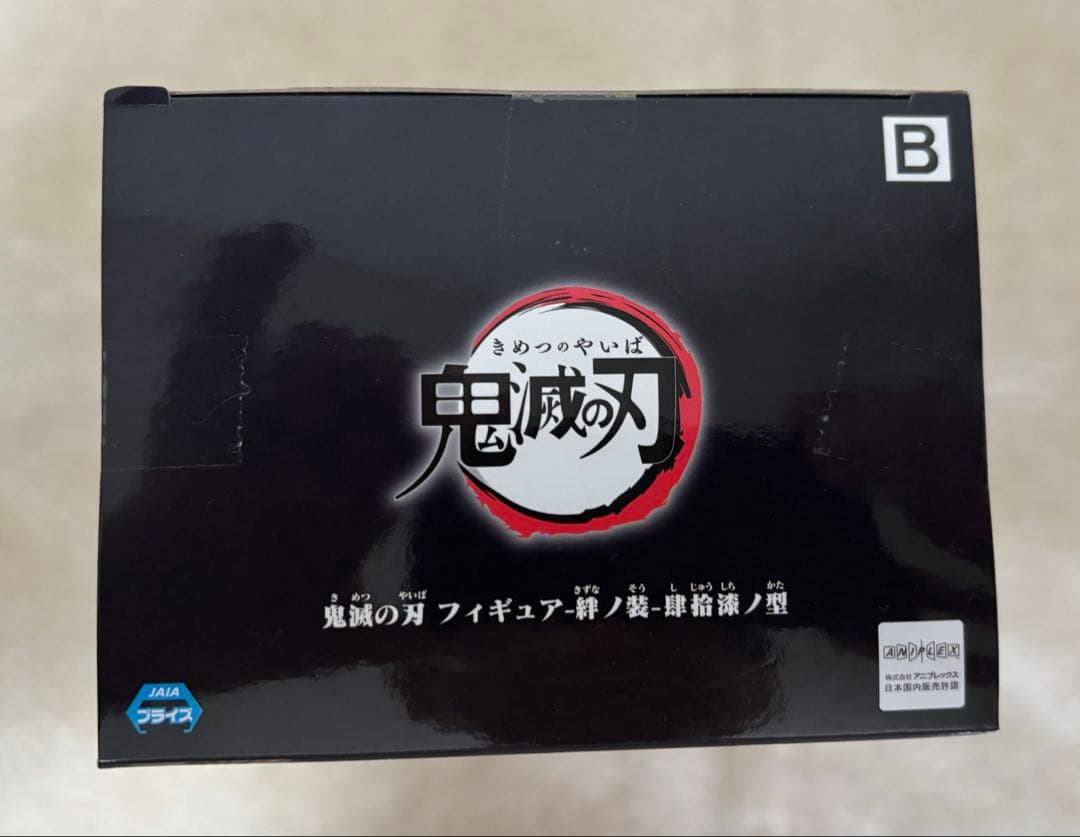 B
きめつのやいば
鬼滅の刃
き めつ やいば きずな そう し じゅう しち かた
鬼滅の刃 フィギュア-絆ノ装-肆拾漆ノ型
ANIPLEX
株式会社 アニプレックス
日本国内販売許諾
JAIA
プライズ